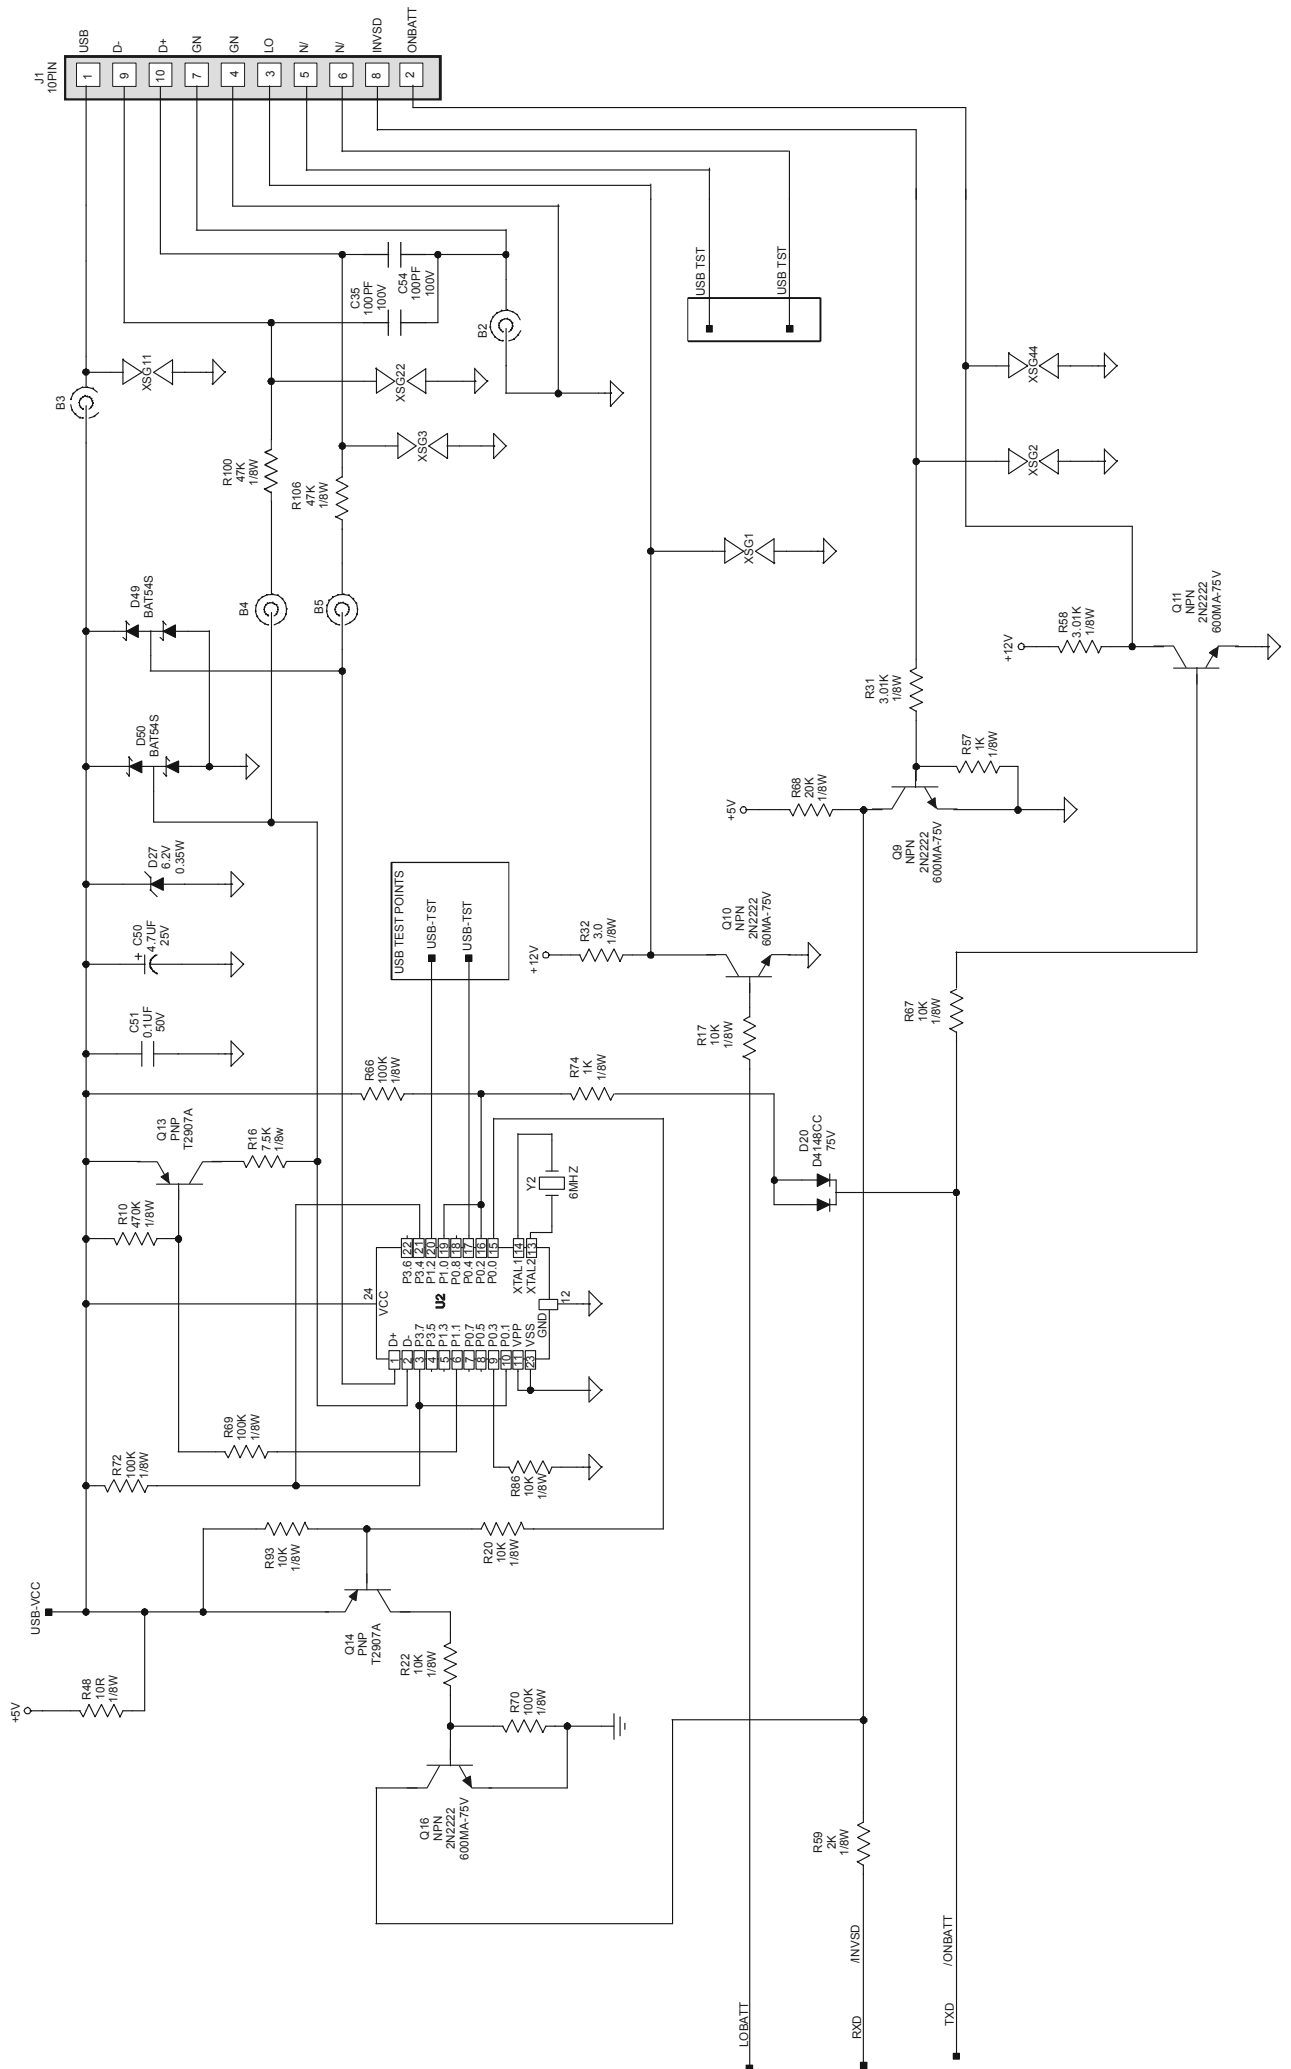 J1
10PIN
1
USB
9
D-
10
D+
7
GN
4
GN
3
LO
5
N/
6
N/
8
INVSD
2
ONBATT
B3
XSG11
C35
100PF
100V
C54
100PF
100V
B2
XSG22
XSG3
USB TST
USB TST
XSG44
XSG2
XSG1
R100
47K
1/8W
R106
47K
1/8W
B4
B5
D49
BAT54S
D50
BAT54S
D27
6.2V
0.35W
+
C50
4.7UF
25V
C51
0.1UF
50V
R31
3.01K
1/8W
+12V
R58
3.01K
1/8W
Q11
NPN
2N2222
600MA-75V
+5V
R68
20K
1/8W
R57
1K
1/8W
Q9
NPN
2N2222
600MA-75V
USB TEST POINTS
USB-TST
USB-TST
+12V
R32
3.0
1/8W
Q10
NPN
2N2222
60MA-75V
R17
10K
1/8W
R67
10K
1/8W
R66
100K
1/8W
R74
1K
1/8W
D20
D4148CC
75V
Q13
PNP
T2907A
R16
7.5K
1/8w
R10
470K
1/8W
Y2
6MHZ
22
21
20
19
18
17
16
15
14
13
P3.6
P3.4
P1.2
P1.0
P0.8
P0.4
P0.2
P0.0
XTAL1
XTAL2
24
VCC
U2
12
GND
D+
D-
P3.7
P3.5
P1.3
P1.1
P0.7
P0.5
P0.3
P0.1
VPP
VSS
1
2
3
4
5
6
7
8
9
10
11
23
R69
100K
1/8W
R72
100K
1/8W
R86
10K
1/8W
R93
10K
1/8W
R20
10K
1/8W
USB-VCC
+5V
R48
10R
1/8W
Q14
PNP
T2907A
R22
10K
1/8W
R70
100K
1/8W
Q16
NPN
2N2222
600MA-75V
R59
2K
1/8W
LOBATT
RXD
/INVSD
TXD
/ONBATT